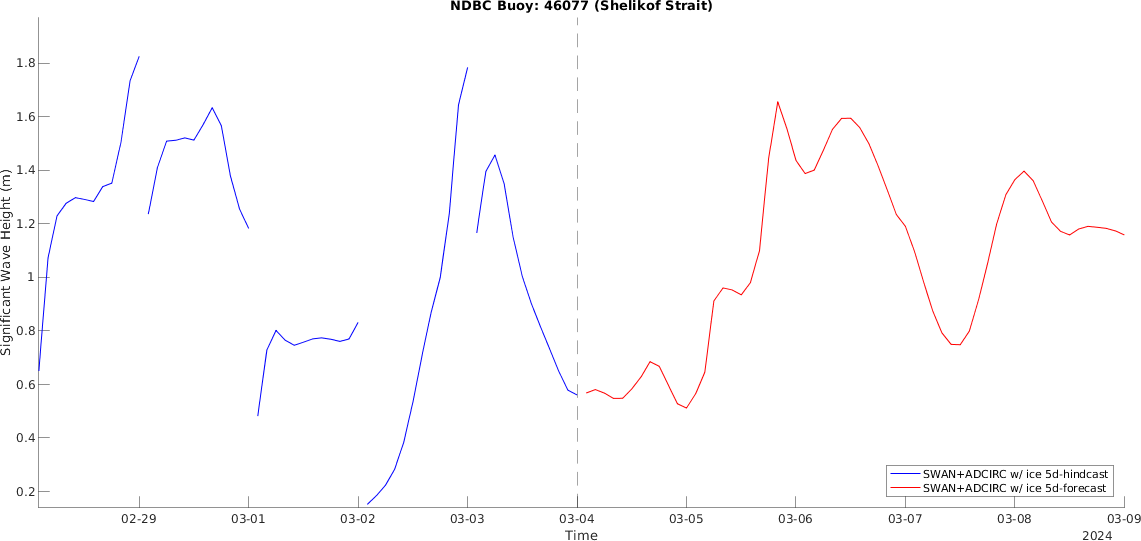 NDBC Buoy: 46077 (Shelikof Strait)
Significant Wave Height (m)
1.8
1.6
1.4
1.2
1
0.8
0.6
0.4
0.2
SWAN+ADCIRC w/ ice 5d-hindcast
SWAN+ADCIRC w/ ice 5d-forecast
02-29 03-01 03-02 03-03 03-04 03-05 03-06 03-07 03-08 03-09
Time
2024